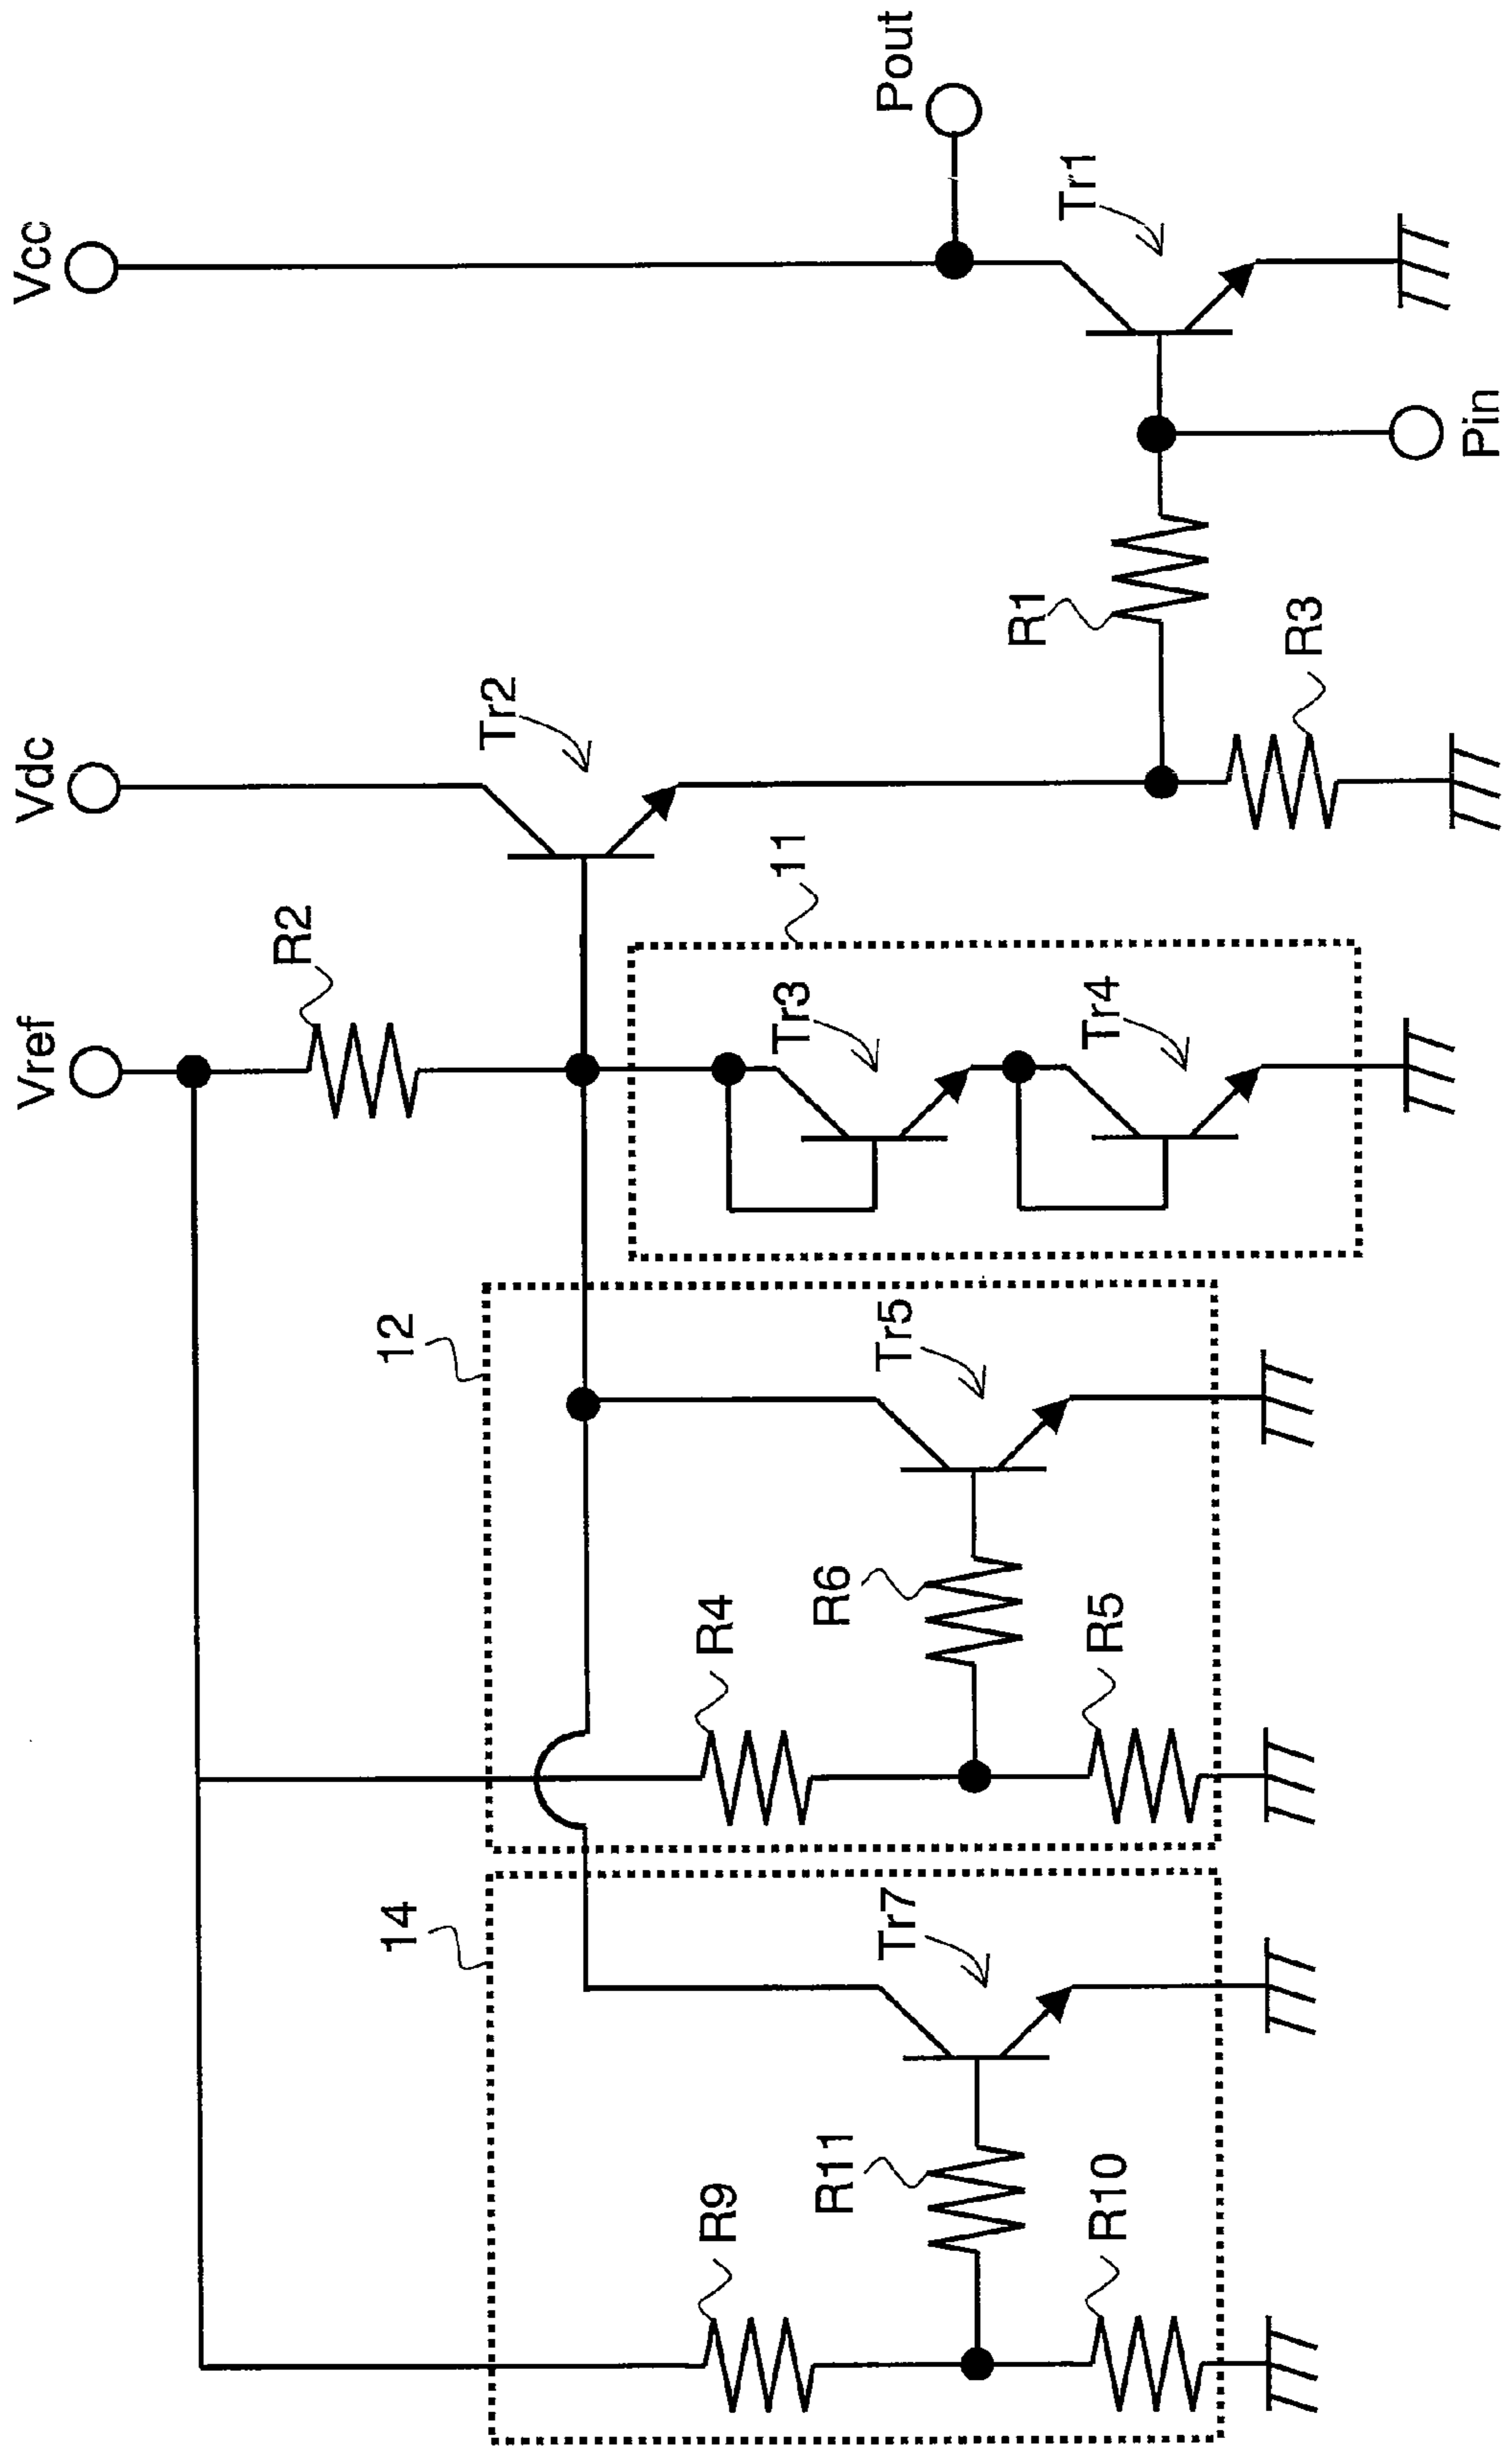 Vref
Vdc
Vcc
R2
Tr2
Pout
14
12
11
Tr1
R9
R4
Tr3
R11
Tr7
R6
Tr5
Tr4
R1
R10
R5
R3
Pin